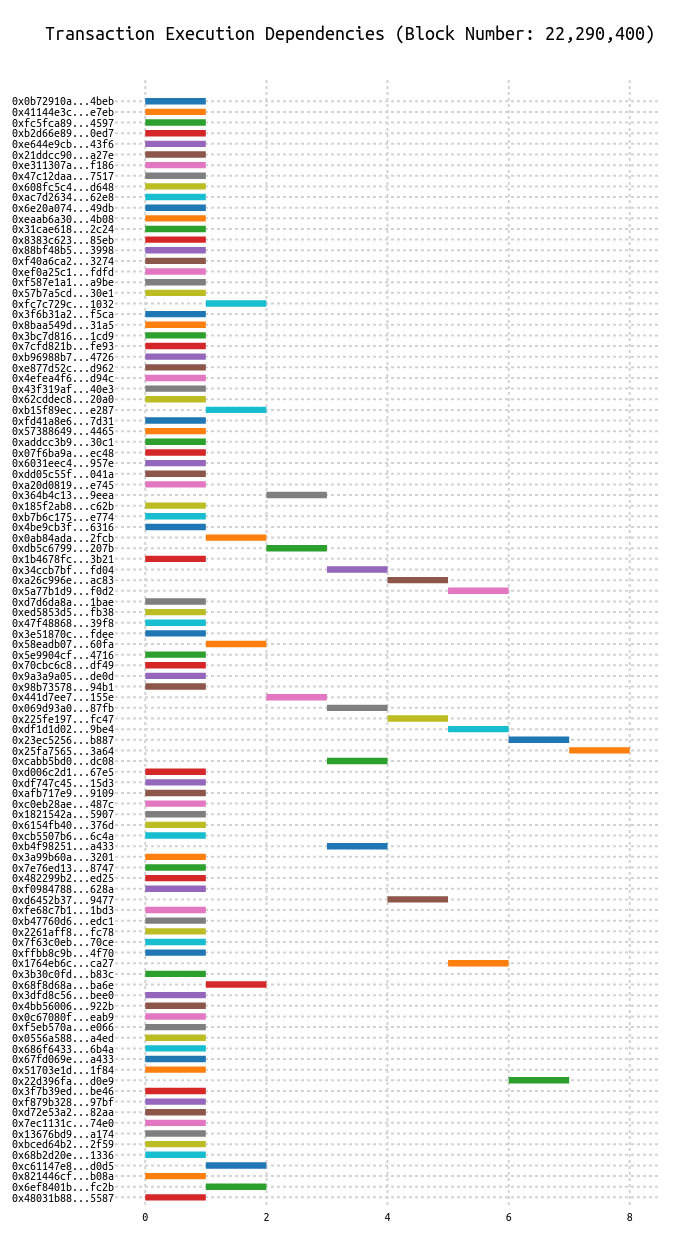 Transaction Execution Dependencies (Block Number: 22,290,400)
0x0b72910a...4beb
0x41144e3c...e7eb
0xfc5fca89...4597
0xb2d66e89...0ed7
0xe644e9cb...43f6
0x21ddcc90...a27e
0xe311307a...f186
0x47c12daa...7517
0x608fc5c4...d648
0xac7d2634...62e8
0x6e20a074...49db
0xeaab6a30...4b08
0x31cae618...2c24
0x8383c623...85eb
0x88bf48b5...3998
0xf40a6ca2...3274
0xef0a25c1...fdfd
0xf587e1a1...a9be
0x57b7a5cd...30e1
0xfc7c729c...1032
0x3f6b31a2...f5ca
0x8baa549d...31a5
0x3bc7d816...1cd9
0x7cfd821b...fe93
0xb96988b7...4726
0xe877d52c...d962
0x4efea4f6...d94c
0x43f319af...40e3
0x62cddec8...20a0
0xb15f89ec...e287
0xfd41a8e6...7d31
0x57388649...4465
0xaddcc3b9...30c1
0x07f6ba9a...ec48
0x6031eec4...957e
0xdd05c55f...041a
0xa20d0819...e745
0x364b4c13...9eea
0x185f2ab8...c62b
0xb7b6c175...e774
0x4be9cb3f...6316
0x0ab84ada...2fcb
0xdb5c6799...207b
0x1b4678fc...3b21
0x34ccb7bf...fd04
0xa26c996e...ac83
0x5a77b1d9...f0d2
0xd7d6da8a...1bae
0xed5853d5...fb38
0x47f48868...39f8
0x3e51870c...fdee
0x58eadb07...60fa
0x5e9904cf...4716
0x70cbc6c8...df49
0x9a3a9a05...de0d
0x98b73578...94b1
0x441d7ee7...155e
0x069d93a0...87fb
0x225fe197...fc47
0xdf1d1d02...9be4
0x23ec5256...b887
0x25fa7565...3a64
0xcabb5bd0...dc08
0xd006c2d1...67e5
0xdf747c45...15d3
0xafb717e9...9109
0xc0eb28ae...487c
0x1821542a...5907
0x6154fb40...376d
0xcb5507b6...6c4a
0xb4f98251...a433
0x3a99b60a...3201
0x7e76ed13...8747
0x482299b2...ed25
0xf0984788...628a
0xd6452b37...9477
0xfe68c7b1...1bd3
0xb47760d6...edc1
0x2261aff8...fc78
0x7f63c0eb...70ce
0xffbb8c9b...4f70
0x1764eb6c...ca27
0x3b30c0fd...b83c
0x68f8d68a...ba6e
0x3dfd8c56...bee0
0x4bb56006...922b
0x0c67080f...eab9
0xf5eb570a...e066
0x0556a588...a4ed
0x686f6433...6b4a
0x67fd069e...a433
0x51703e1d...1f84
0x22d396fa...d0e9
0x3f7b39ed...be46
0xf879b328...97bf
0xd72e53a2...82aa
0x7ec1131c...74e0
0x13676bd9...a174
0xbced64b2...2f59
0x68b2d20e...1336
0xc61147e8...d0d5
0x821446cf...b08a
0x6ef8401b...fc2b
0x48031b88...5587
0 2 4 6 8